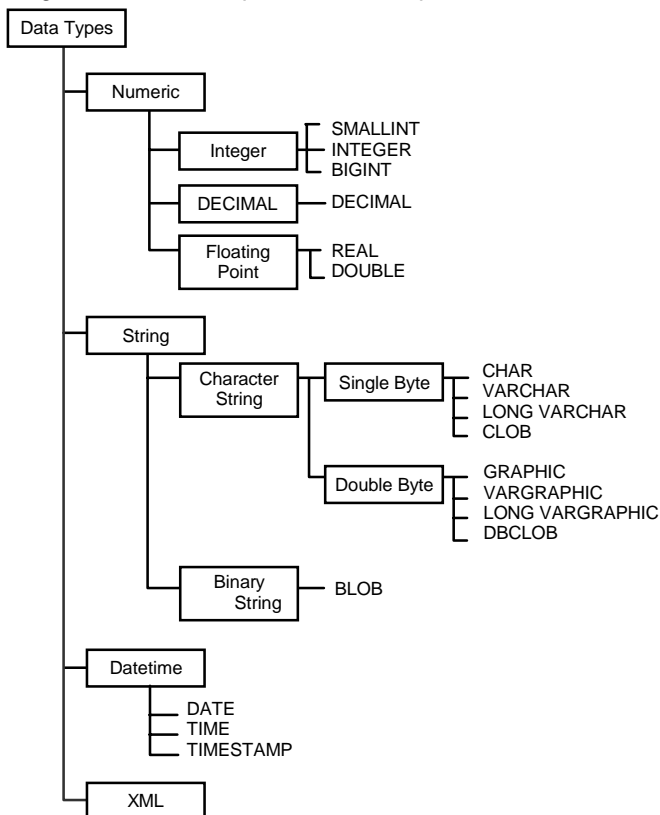 Data Types
Numeric
Integer
SMALLINT
INTEGER
BIGINT
DECIMAL
DECIMAL
Floating
Point
REAL
DOUBLE
String
Character
String
Single Byte
CHAR
VARCHAR
LONG VARCHAR
CLOB
Double Byte
GRAPHIC
VARGRAPHIC
LONG VARGRAPHIC
DBCLOB
Binary
String
BLOB
Datetime
DATE
TIME
TIMESTAMP
XML